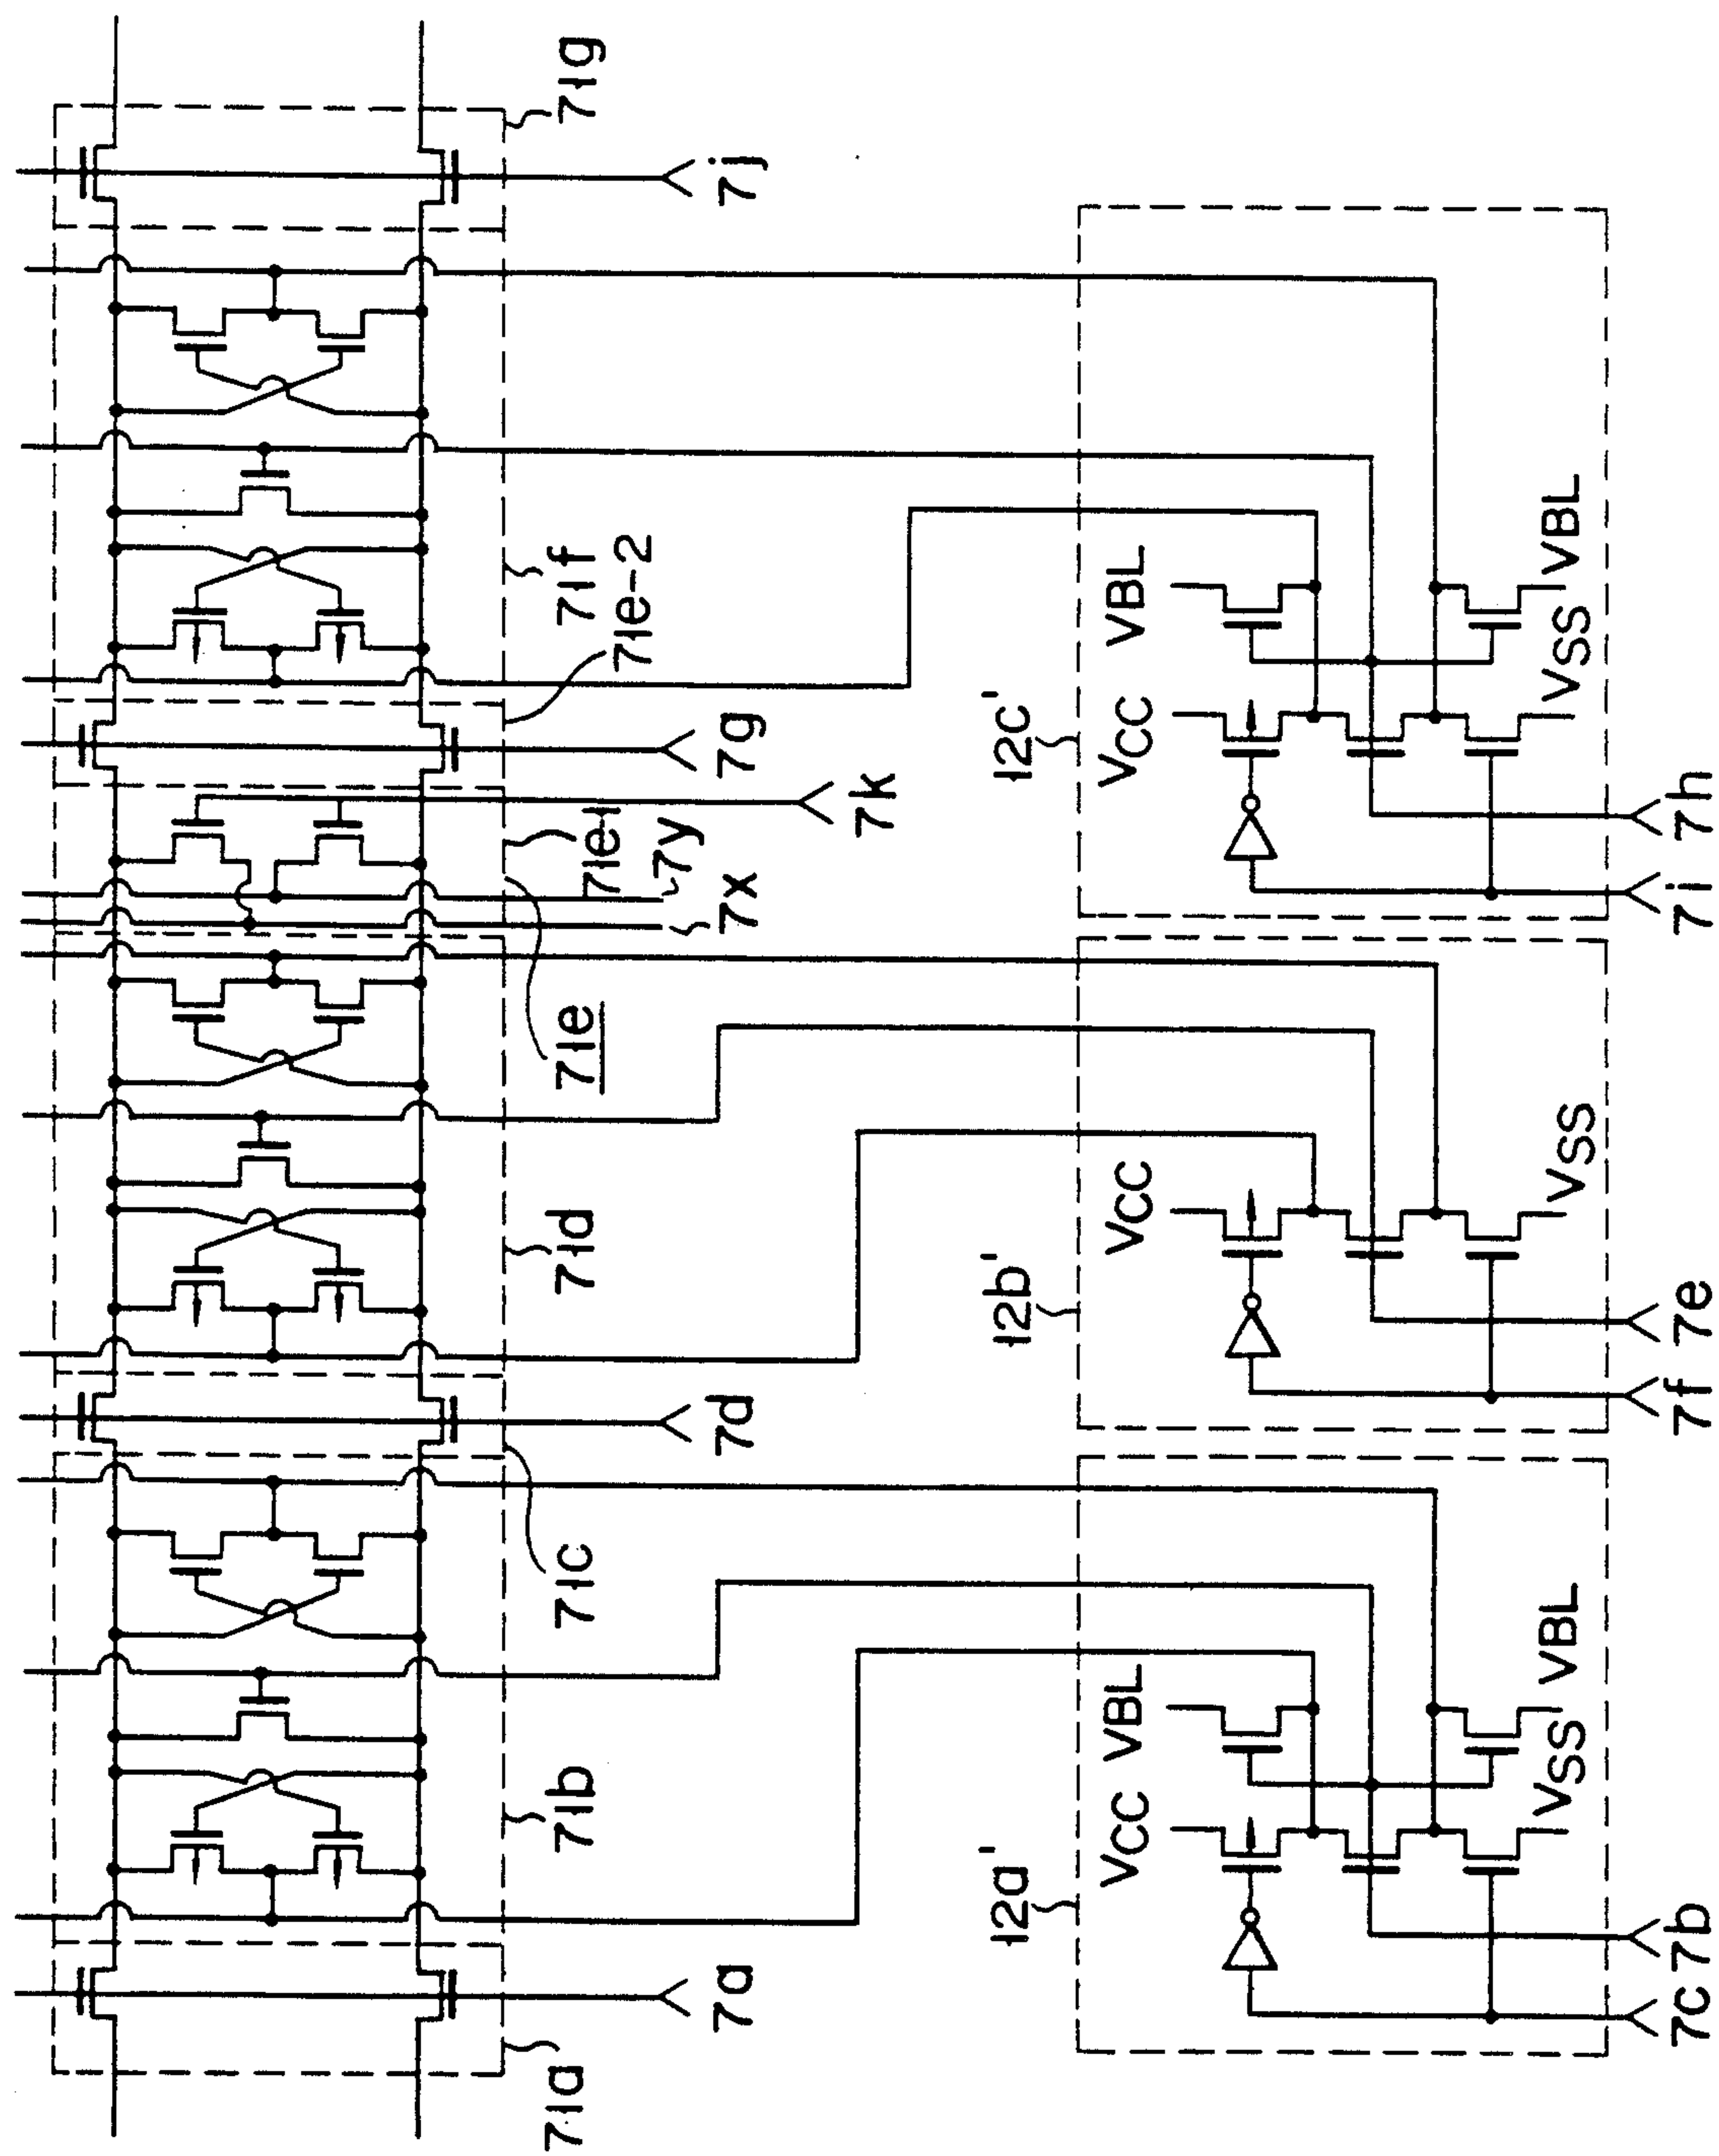 71a
71b
71c
71d
71e
71e-1
71e-2
71f
71g
7a
7d
7x
7y
7k
7g
7j
12a'
12b'
12c'
VCC
VBL
VCC
VCC
VBL
VSS
VBL
VSS
VSS
VBL
7c
7b
7f
7e
7i
7h